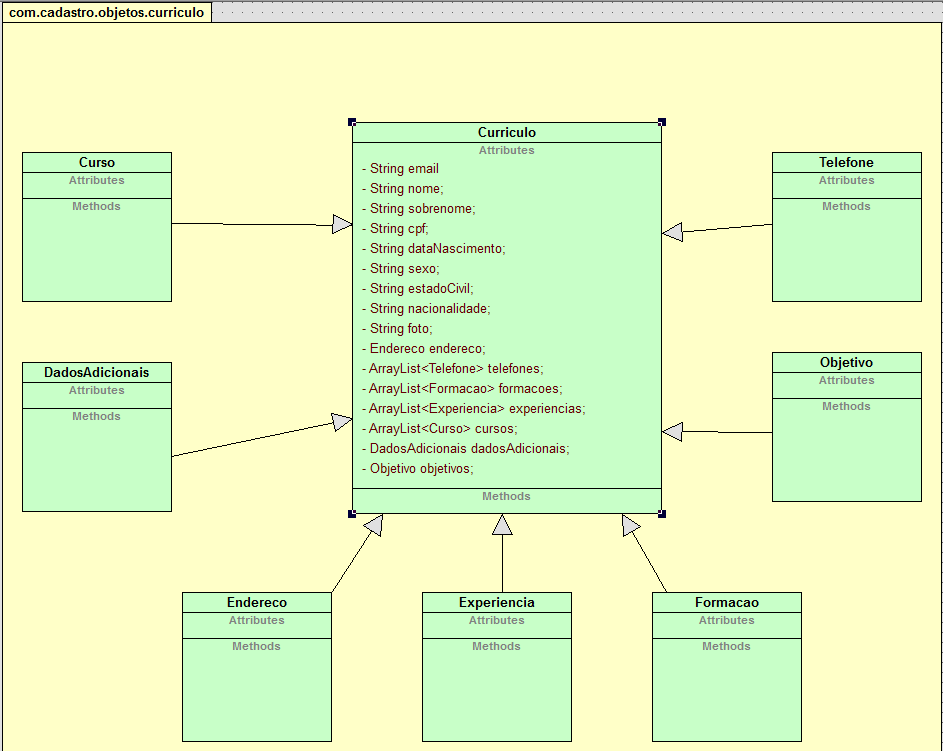 com.cadastro.objetos.curriculo
Curriculo
Attributes
- String email
- String nome;
- String sobrenome;
- String cpf;
- String dataNascimento;
- String sexo;
- String estadoCivil;
- String nacionalidade;
- String foto;
- Endereco endereco;
- ArrayList<Telefone> telefones;
- ArrayList<Formacao> formacoes;
- ArrayList<Experiencia> experiencias;
- ArrayList<Curso> cursos;
- DadosAdicionais dadosAdicionais;
- Objetivo objetivos;
Methods
Curso
Attributes
Methods
Telefone
Attributes
Methods
DadosAdicionais
Attributes
Methods
Objetivo
Attributes
Methods
Endereco
Attributes
Methods
Experiencia
Attributes
Methods
Formacao
Attributes
Methods